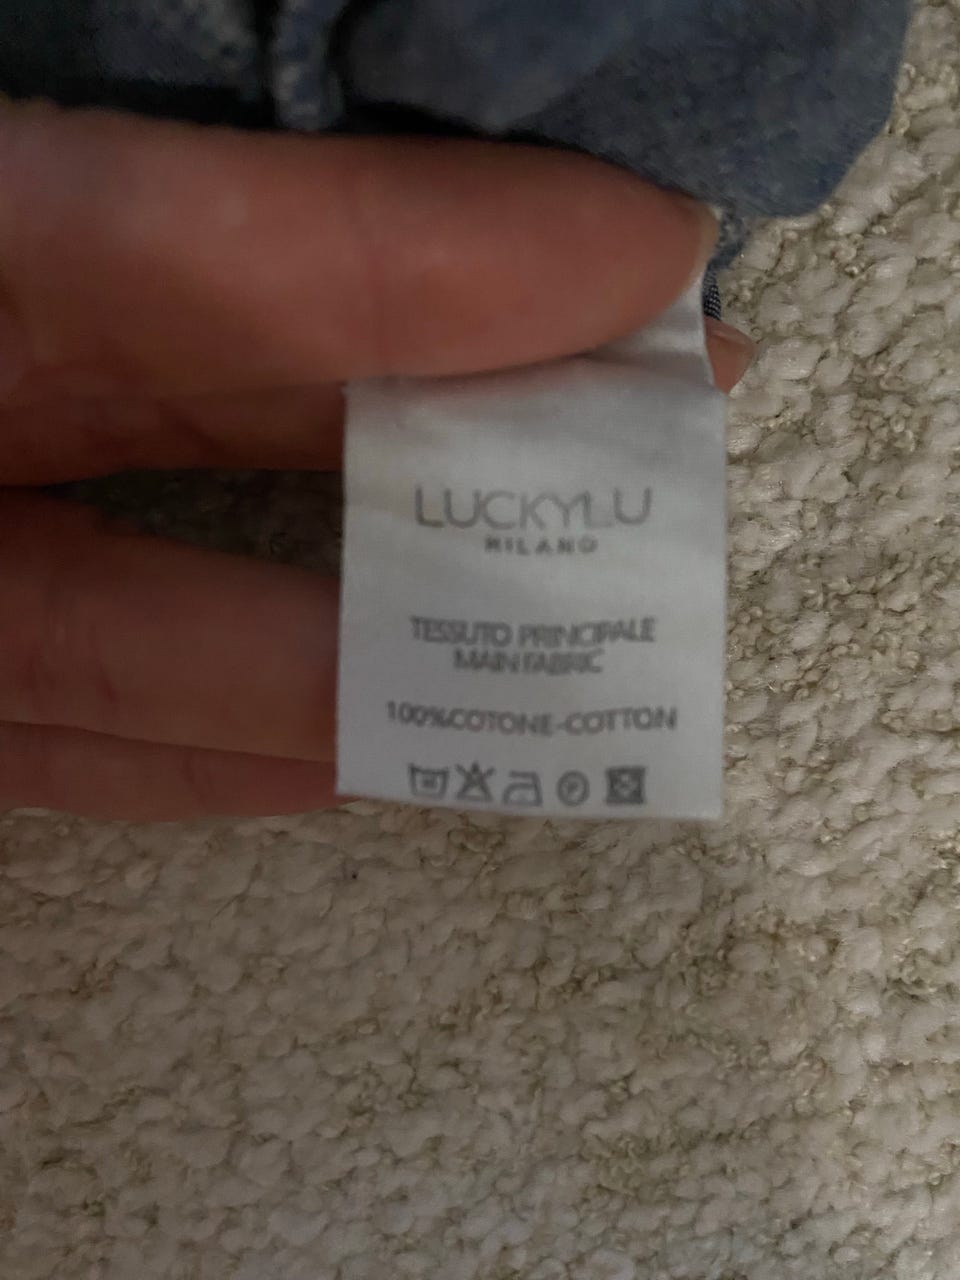 LUCKYLU
MILANO
TESSUTO PRINCIPALE
MAIN FABRIC
100%COTONE-COTTON
P